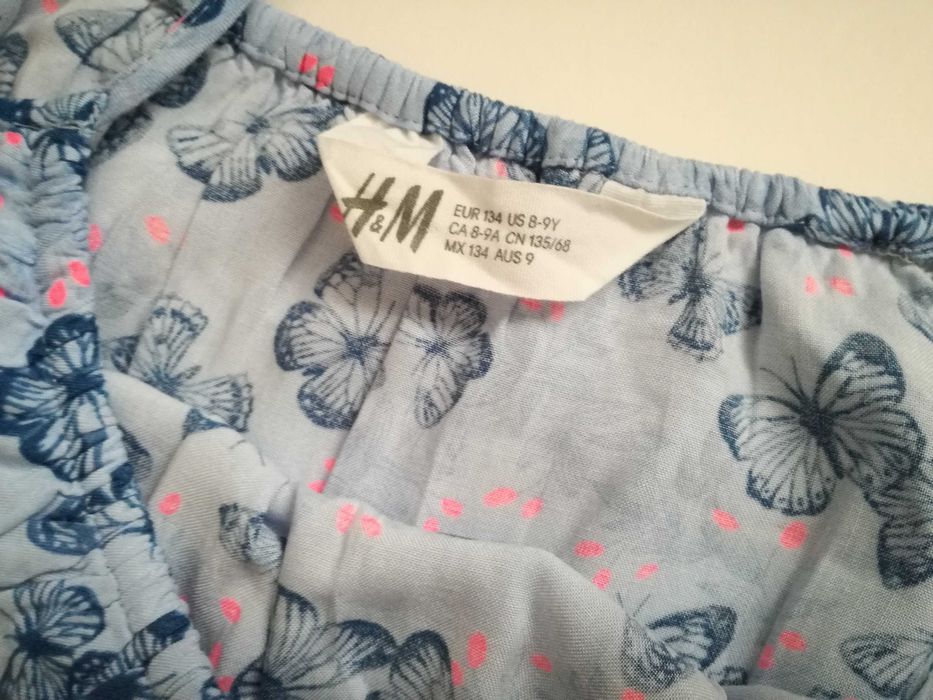 H&M
EUR 134 US 8-9Y
CA 8-9A CN 135/68
MX 134 AUS 9